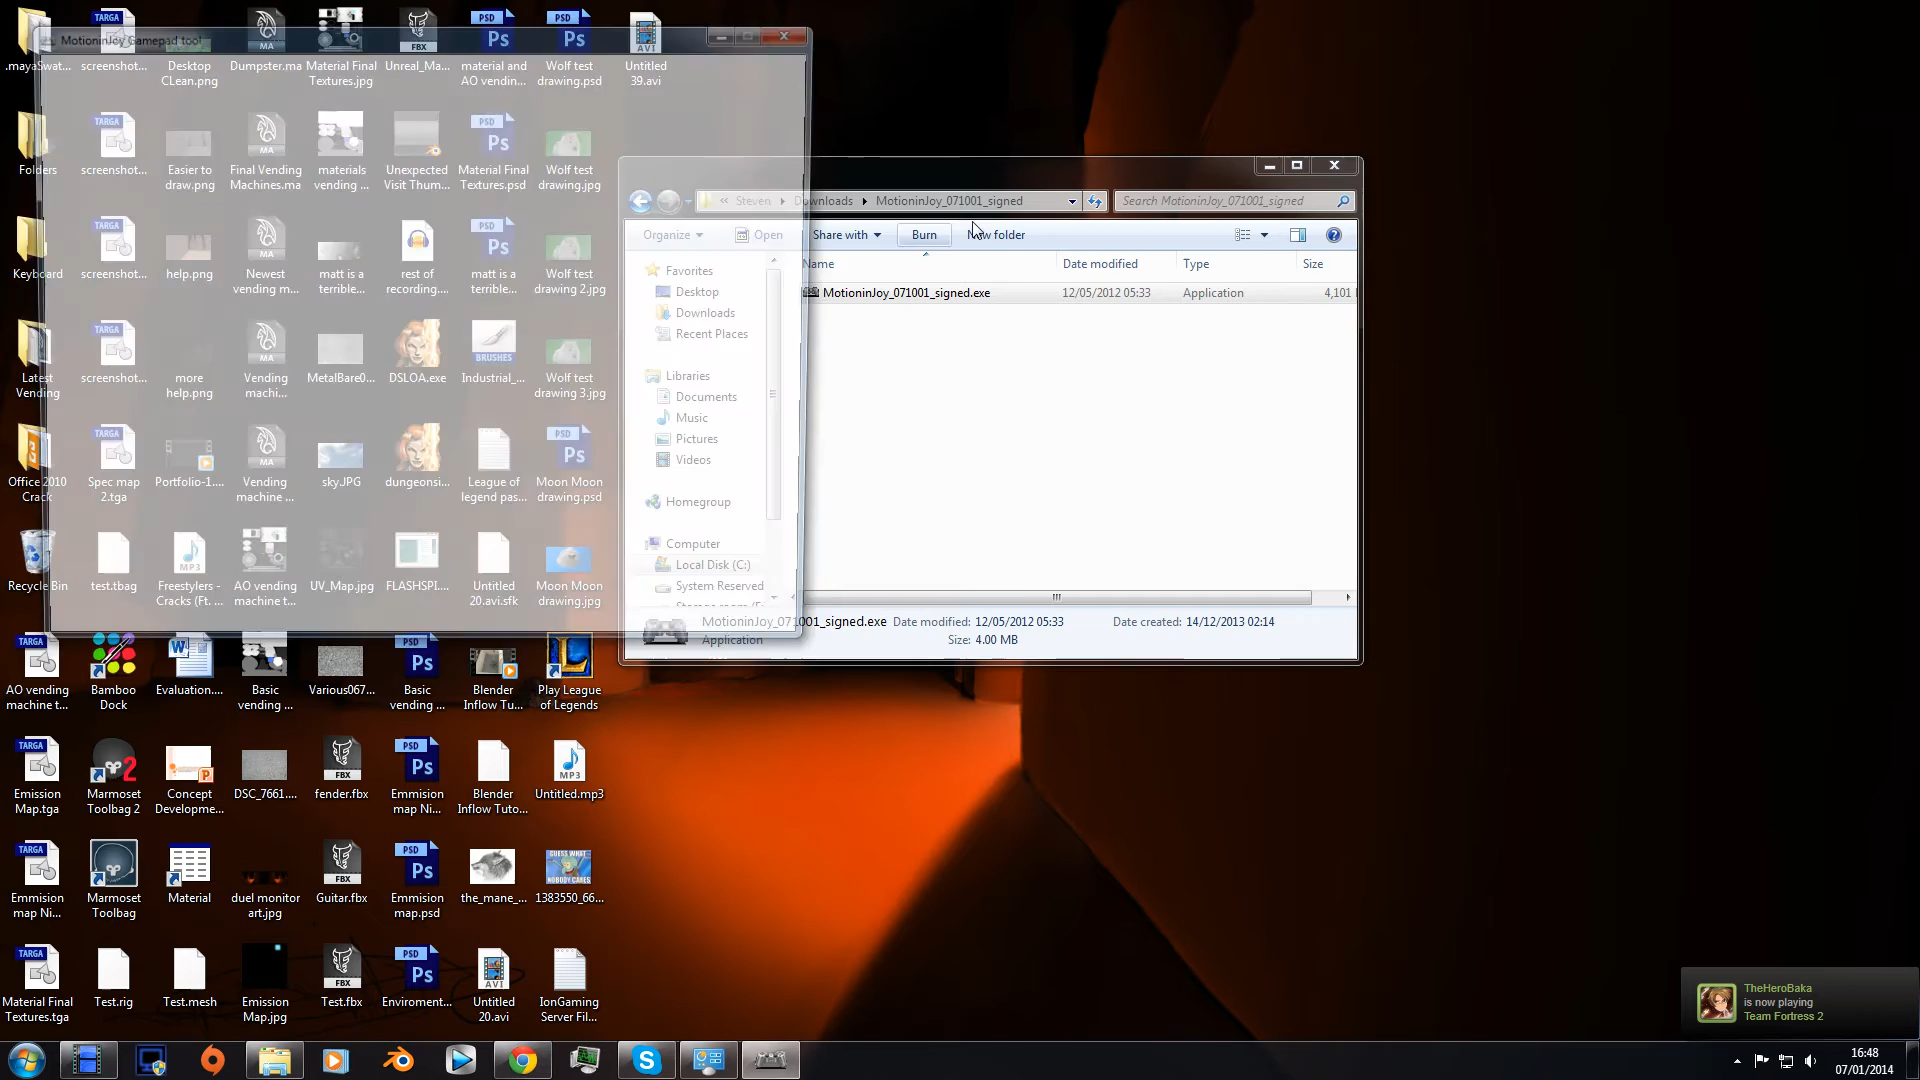 MotioninJoy Gamepad tool
.mayaSwat...
screenshot...
Desktop
CLean.png
Dumpster.ma
Material Final
Textures.jpg
Unreal_Ma...
material and
AO vendin...
Wolf test
drawing.psd
Untitled
39.avi
Folders
screenshot...
Easier to
draw.png
Final Vending
Machines.ma
materials
vending ...
Unexpected
Visit Thum...
Material Final
Textures.psd
Wolf test
drawing.jpg
Keyboard
screenshot...
help.png
Newest
vending m...
matt is a
terrible...
rest of
recording....
matt is a
terrible...
Wolf test
drawing 2.jpg
Latest
Vending
screenshot...
more
help.png
Vending
machi...
MetalBare0...
DSLOA.exe
Industrial_...
Wolf test
drawing 3.jpg
Office 2010
Crack
Spec map
2.tga
Portfolio-1....
Vending
machine ...
sky.JPG
dungeonsi...
League of
legend pas...
Moon Moon
drawing.psd
Recycle Bin
test.tbag
Freestylers -
Cracks (Ft. ...
AO vending
machine t...
UV_Map.jpg
FLASHSPI....
Untitled
20.avi.sfk
Moon Moon
drawing.jpg
AO vending
machine t...
Bamboo
Dock
Evaluation....
Basic
vending ...
Various067...
Basic
vending ...
Blender
Inflow Tu...
Play League
of Legends
Emission
Map.tga
Marmoset
Toolbag 2
Concept
Developme...
DSC_7661....
fender.fbx
Emmision
map Ni...
Blender
Inflow Tuto...
Untitled.mp3
Emmision
map Ni...
Marmoset
Toolbag
Material
duel monitor
art.jpg
Guitar.fbx
Emmision
map.psd
the_mane_...
1383550_66...
Material Final
Textures.tga
Test.rig
Test.mesh
Emission
Map.jpg
Test.fbx
Enviroment...
Untitled
20.avi
IonGaming
Server Fil...
« Steven Downloads MotioninJoy_071001_signed
Search MotioninJoy_071001_signed
Organize Open Share with Burn New folder
Name Date modified Type Size
MotioninJoy_071001_signed.exe 12/05/2012 05:33 Application 4,101
Favorites
Desktop
Downloads
Recent Places
Libraries
Documents
Music
Pictures
Videos
Homegroup
Computer
Local Disk (C:)
System Reserved
MotioninJoy_071001_signed.exe Date modified: 12/05/2012 05:33 Date created: 14/12/2013 02:14
Application Size: 4.00 MB
TheHeroBaka
is now playing
Team Fortress 2
16:48
07/01/2014